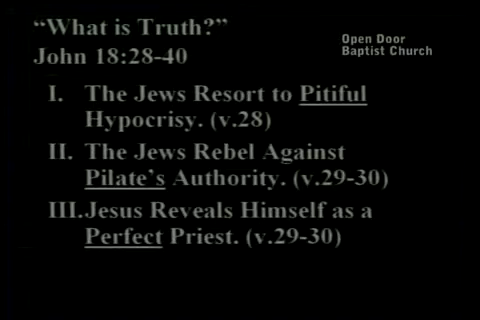 “What is Truth?”
John 18:28-40
Open Door
Baptist Church
I. The Jews Resort to Pitiful
Hypocrisy. (v.28)
II. The Jews Rebel Against
Pilate’s Authority. (v.29-30)
III.Jesus Reveals Himself as a
Perfect Priest. (v.29-30)